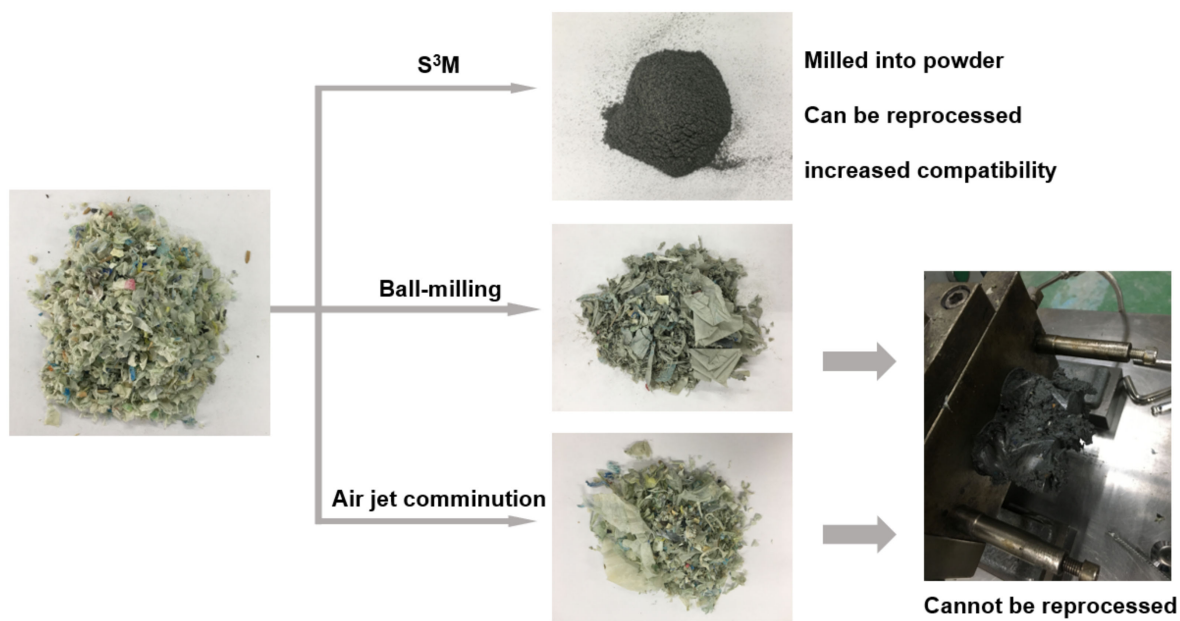 S³M
Milled into powder
Can be reprocessed
increased compatibility
Ball-milling
Air jet comminution
Cannot be reprocessed